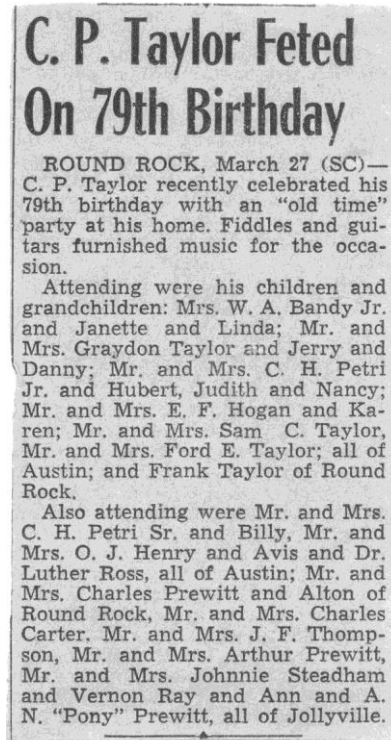 C. P. Taylor Feted
On 79th Birthday
ROUND ROCK, March 27 (SC)—
C. P. Taylor recently celebrated his
79th birthday with an "old time"
party at his home. Fiddles and gui-
tars furnished music for the occa-
sion.
Attending were his children and
grandchildren: Mrs. W. A. Bandy Jr.
and Janette and Linda; Mr. and
Mrs. Graydon Taylor and Jerry and
Danny; Mr. and Mrs. C. H. Petri
Jr. and Hubert, Judith and Nancy;
Mr. and Mrs. E. F. Hogan and Ka-
ren; Mr. and Mrs. Sam C. Taylor,
Mr. and Mrs. Ford E. Taylor; all of
Austin; and Frank Taylor of Round
Rock.
Also attending were Mr. and Mrs.
C. H. Petri Sr. and Billy, Mr. and
Mrs. O. J. Henry and Avis and Dr.
Luther Ross, all of Austin; Mr. and
Mrs. Charles Prewitt and Alton of
Round Rock, Mr. and Mrs. Charles
Carter. Mr. and Mrs. J. F. Thomp-
son, Mr. and Mrs. Arthur Prewitt,
Mr. and Mrs. Johnnie Steadham
and Vernon Ray and Ann and A.
N. "Pony" Prewitt, all of Jollyville.